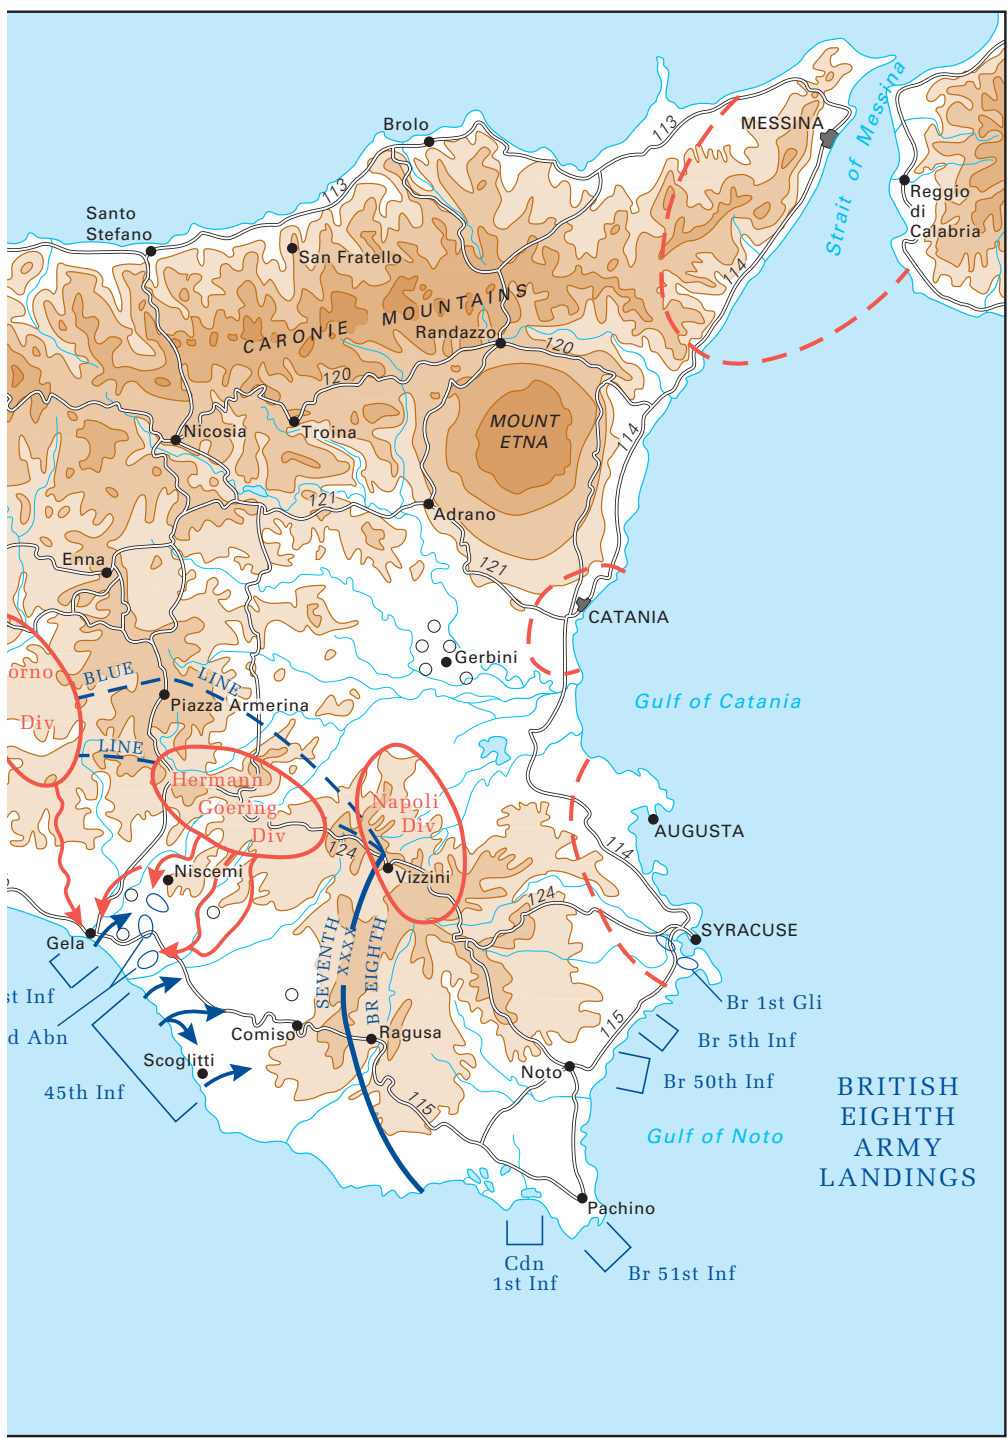 Brolo
113
MESSINA
Strait of Messina
Reggio
di
Calabria
113
Santo
Stefano
San Fratello
114
CARONIE MOUNTAINS
Randazzo
120
120
MOUNT
ETNA
Nicosia
Troina
114
121
Adrano
Enna
121
CATANIA
Gerbini
orno
Div
BLUE
LINE
Piazza Armerina
Gulf of Catania
LINE
Hermann
Goering
Div
Napoli
Div
AUGUSTA
124
114
Niscemi
Vizzini
124
SYRACUSE
Gela
SEVENTH
XXXX
BR EIGHTH
st Inf
Br 1st Gli
d Abn
Comiso
Ragusa
115
Br 5th Inf
Scoglitti
Noto
Br 50th Inf
45th Inf
115
Gulf of Noto
BRITISH
EIGHTH
ARMY
LANDINGS
Pachino
Cdn
1st Inf
Br 51st Inf